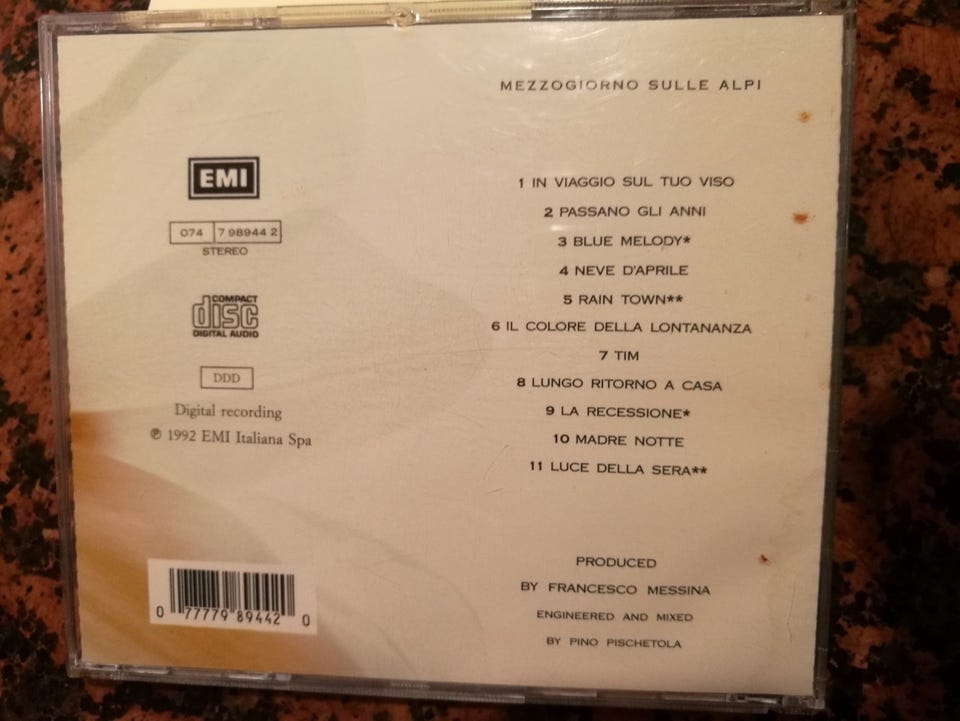 MEZZOGIORNO SULLE ALPI
1 IN VIAGGIO SUL TUO VISO
2 PASSANO GLI ANNI
3 BLUE MELODY*
4 NEVE D'APRILE
5 RAIN TOWN**
6 IL COLORE DELLA LONTANANZA
7 TIM
8 LUNGO RITORNO A CASA
9 LA RECESSIONE*
10 MADRE NOTTE
11 LUCE DELLA SERA**
PRODUCED
BY FRANCESCO MESSINA
ENGINEERED AND MIXED
BY PINO PISCHETOLA
EMI
074 7 98944 2
STEREO
COMPACT
disc
DIGITAL AUDIO
DDD
Digital recording
℗ 1992 EMI Italiana Spa
0 77779 89442 0